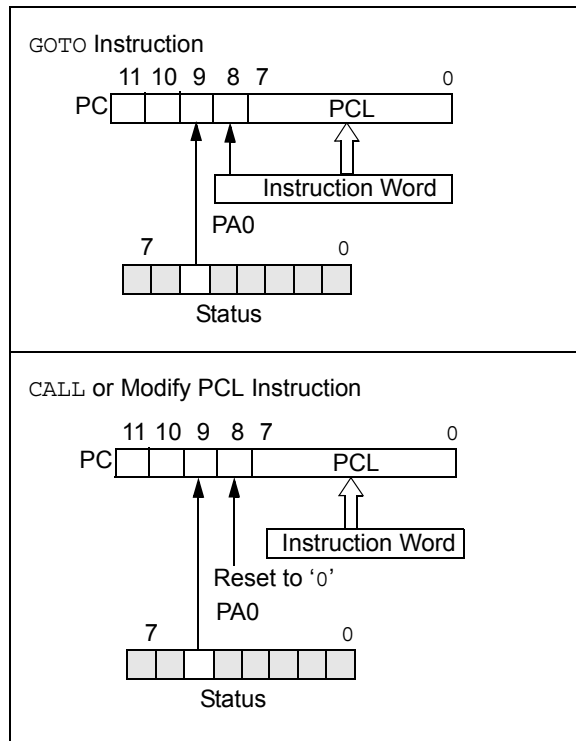 GOTO Instruction
11 10 9 8 7 0
PC PCL
Instruction Word
PA0
7 0
Status
CALL or Modify PCL Instruction
11 10 9 8 7 0
PC PCL
Instruction Word
Reset to ‘0’
PA0
7 0
Status